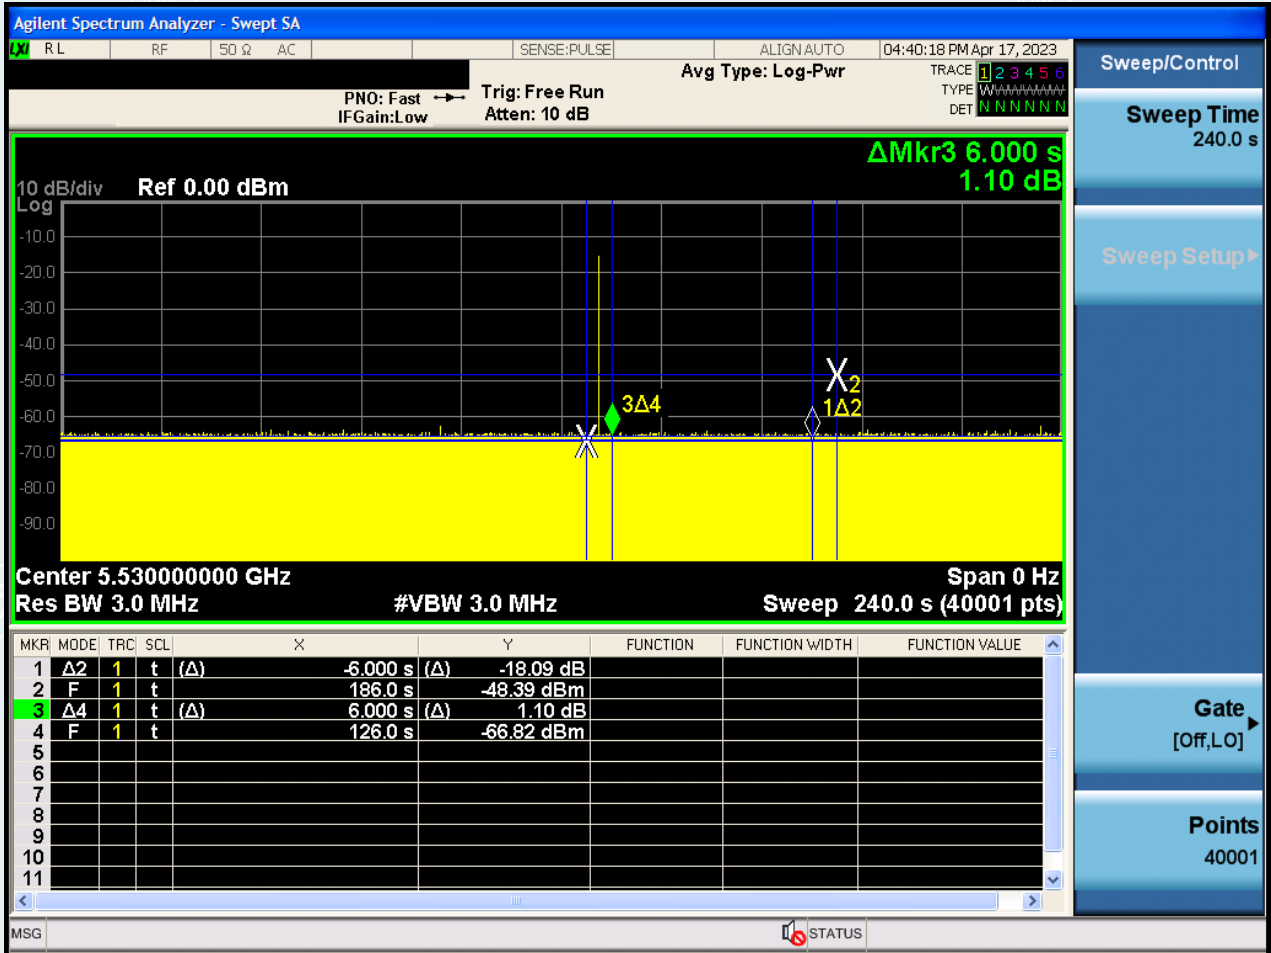 Agilent Spectrum Analyzer - Swept SA
LXI RL RF 50 Ω AC SENSE:PULSE ALIGN AUTO 04:40:18 PM Apr 17, 2023
Avg Type: Log-Pwr TRACE 1 2 3 4 5 6
PNO: Fast Trig: Free Run TYPE WWWWWW
IFGain:Low Atten: 10 dB DET N N N N N N
ΔMkr3 6.000 s
1.10 dB
10 dB/div Ref 0.00 dBm
Log
-10.0
-20.0
-30.0
-40.0
-50.0
-60.0
-70.0
-80.0
-90.0
2
3Δ4
1Δ2
Center 5.530000000 GHz Span 0 Hz
Res BW 3.0 MHz #VBW 3.0 MHz Sweep 240.0 s (40001 pts)
MKR MODE TRC SCL X Y FUNCTION FUNCTION WIDTH FUNCTION VALUE
1 Δ2 1 t (Δ) -6.000 s (Δ) -18.09 dB
2 F 1 t 186.0 s -48.39 dBm
3 Δ4 1 t (Δ) 6.000 s (Δ) 1.10 dB
4 F 1 t 126.0 s -66.82 dBm
5
6
7
8
9
10
11
MSG STATUS
Sweep/Control
Sweep Time
240.0 s
Sweep Setup
Gate
[Off,LO]
Points
40001